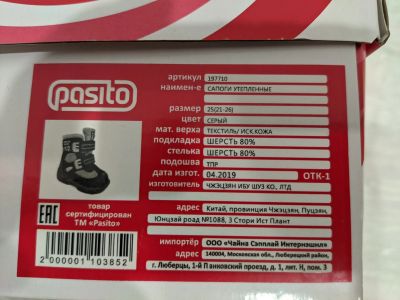 pasito
артикул 197710
наимен-е САПОГИ УТЕПЛЕННЫЕ
размер 25(21-26)
цвет СЕРЫЙ
мат. верха ТЕКСТИЛЬ/ ИСК.КОЖА
подкладка ШЕРСТЬ 80%
стелька ШЕРСТЬ 80%
подошва ТПР
дата изгот. 04.2019 ОТК-1
изготовитель ЧЖЭЦЗЯН ИБУ ШУЗ КО., ЛТД
адрес Китай, провинция Чжэцзян, Пуцзян,
Юнцзай роад №1088, 3 Стори Ист Плант
импортёр ООО «Чайна Сэпплай Интернэшнл»
адрес 140004, Московская обл., Люберецкий район,
г. Люберцы, 1-й Панковский проезд, д. 1, лит. Н, пом. 3
EAC
товар
сертифицирован
ТМ «Pasito»
2 000001 103852